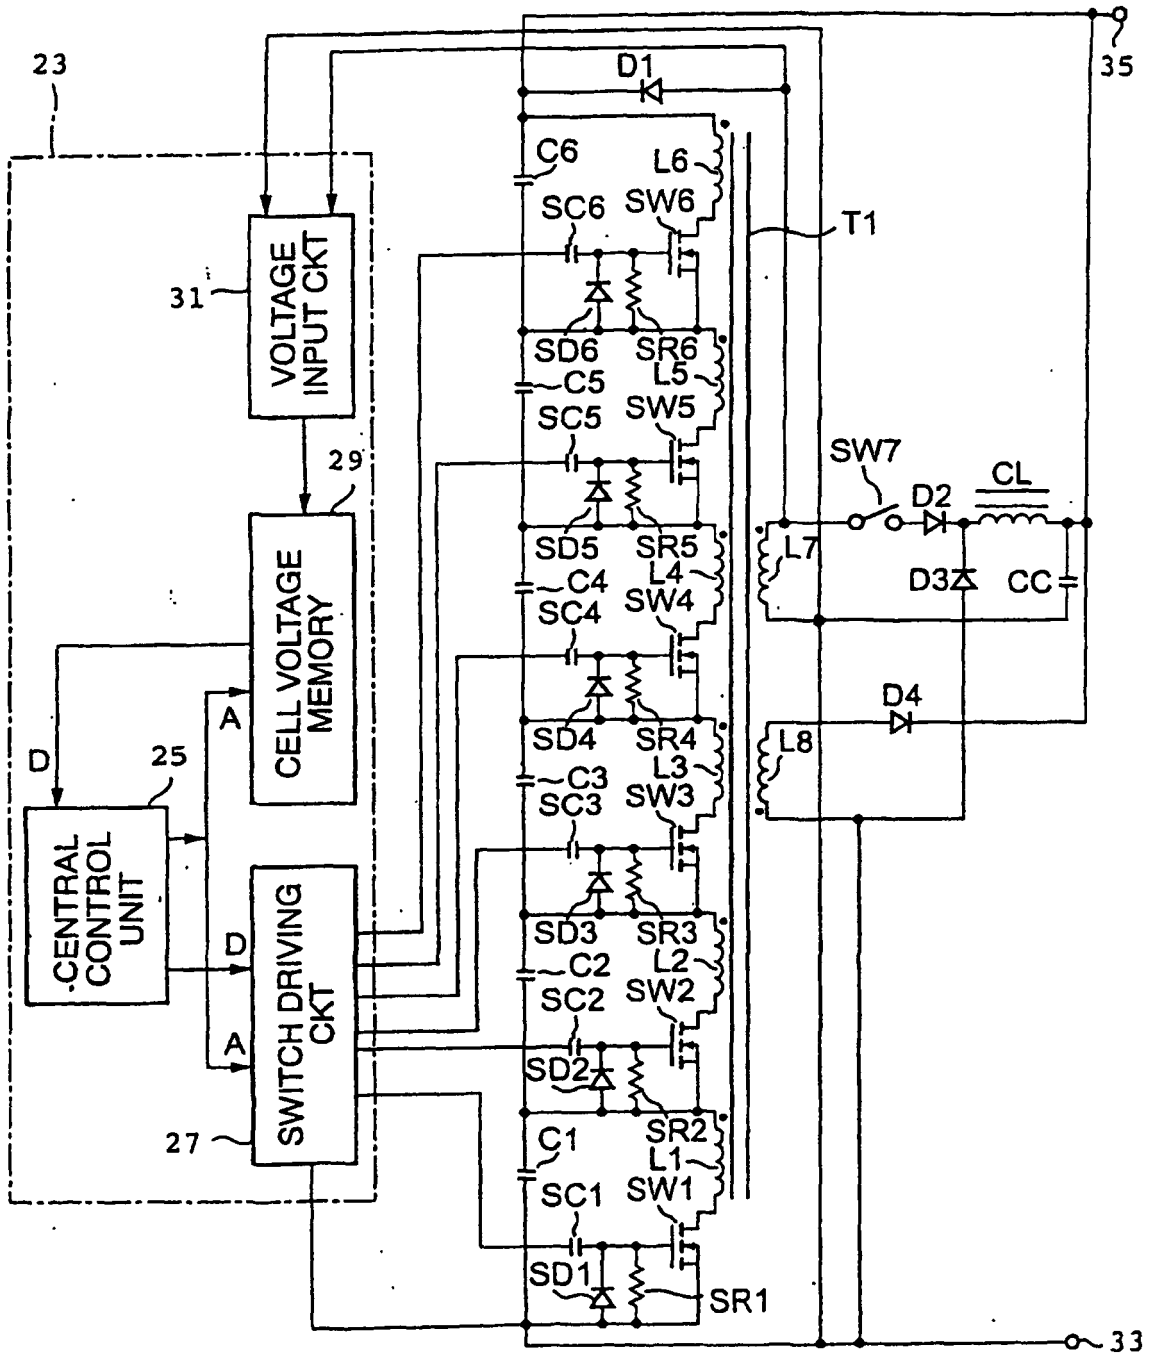 35
23
D1
C6
L6
SW6
SC6
T1
VOLTAGE
INPUT CKT
31
SD6
SR6
L5
C5
SW5
SC5
29
SW7
CL
D2
SD5
SR5
L7
D3
CC
C4
L4
SW4
SC4
CELL VOLTAGE
MEMORY
A
D
D4
SD4
SR4
L3
L8
25
C3
SW3
SC3
.CENTRAL
CONTROL
UNIT
SD3
SR3
L2
D
C2
SW2
SC2
SWITCH DRIVING
CKT
A
SD2
SR2
27
C1
L1
SW1
SC1
SD1
SR1
33